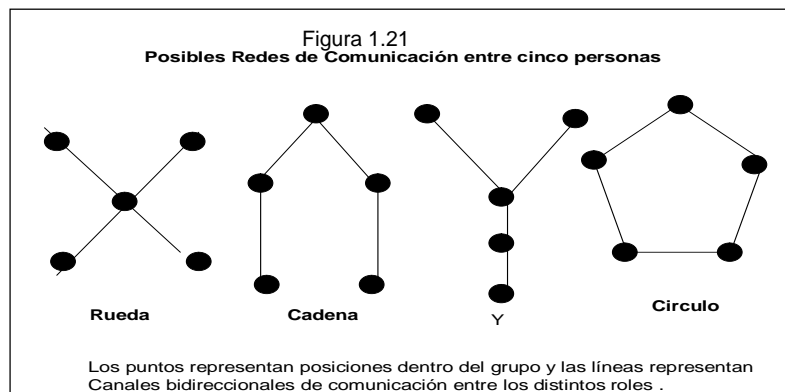 Figura 1.21
Posibles Redes de Comunicación entre cinco personas
Rueda
Cadena
Y
Circulo
Los puntos representan posiciones dentro del grupo y las líneas representan
Canales bidireccionales de comunicación entre los distintos roles .